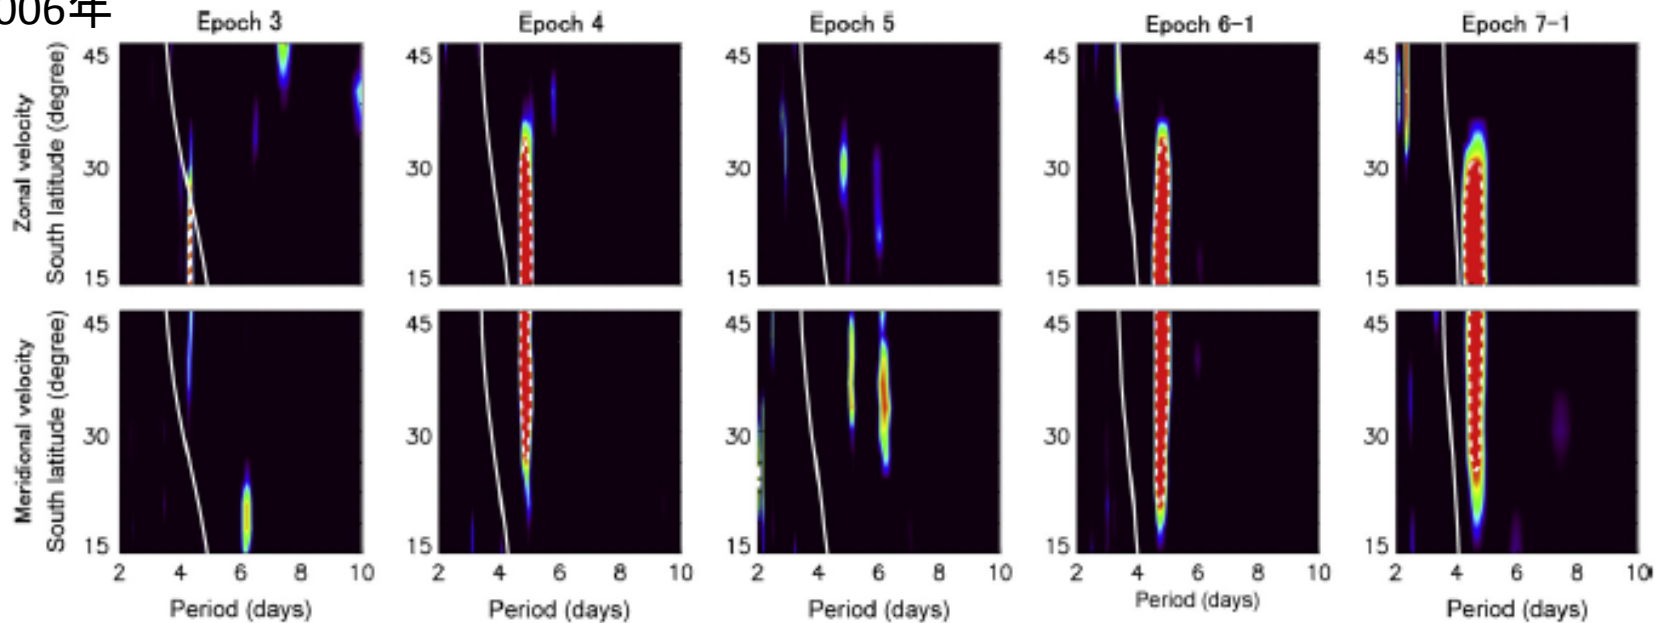 006年
Epoch 3 Epoch 4 Epoch 5 Epoch 6-1 Epoch 7-1
Zonal velocity
South latitude (degree)
45 45 45 45 45
30 30 30 30 30
15 15 15 15 15
Meridional velocity
South latitude (degree)
45 45 45 45 45
30 30 30 30 30
15 15 15 15 15
2 4 6 8 10 2 4 6 8 10 2 4 6 8 10 2 4 6 8 10 2 4 6 8 10
Period (days) Period (days) Period (days) Period (days) Period (days)